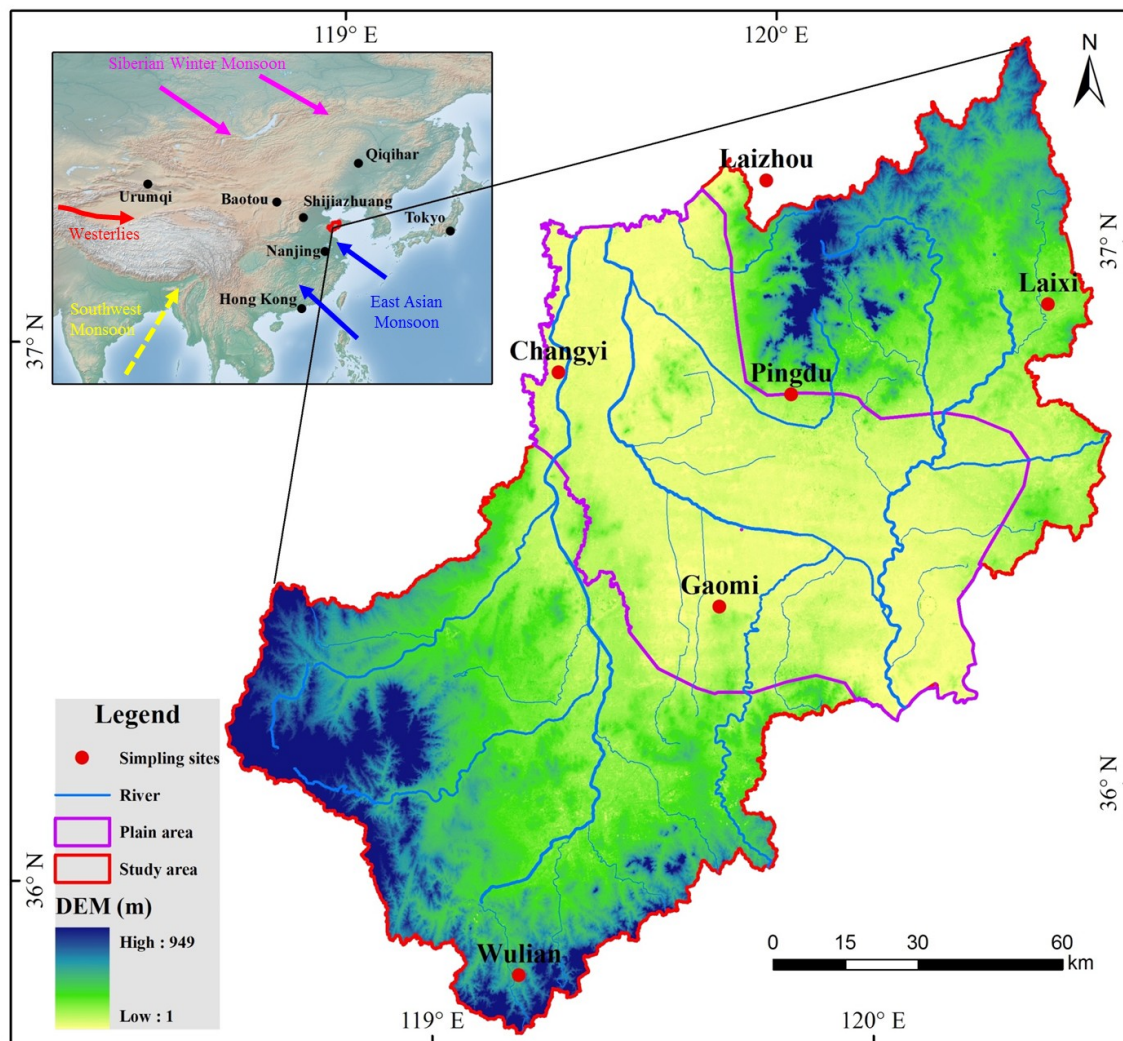 119° E
120° E
Siberian Winter Monsoon
N
Qiqihar
Laizhou
Urumqi
Baotou
Shijiazhuang
Tokyo
Westerlies
37° N
Nanjing
Laixi
Hong Kong
East Asian
Monsoon
Southwest
Monsoon
37° N
Changyi
Pingdu
Gaomi
Legend
Simpling sites
River
Plain area
Study area
36° N
36° N
DEM (m)
High : 949
Low : 1
Wulian
0 15 30 60
km
119° E
120° E